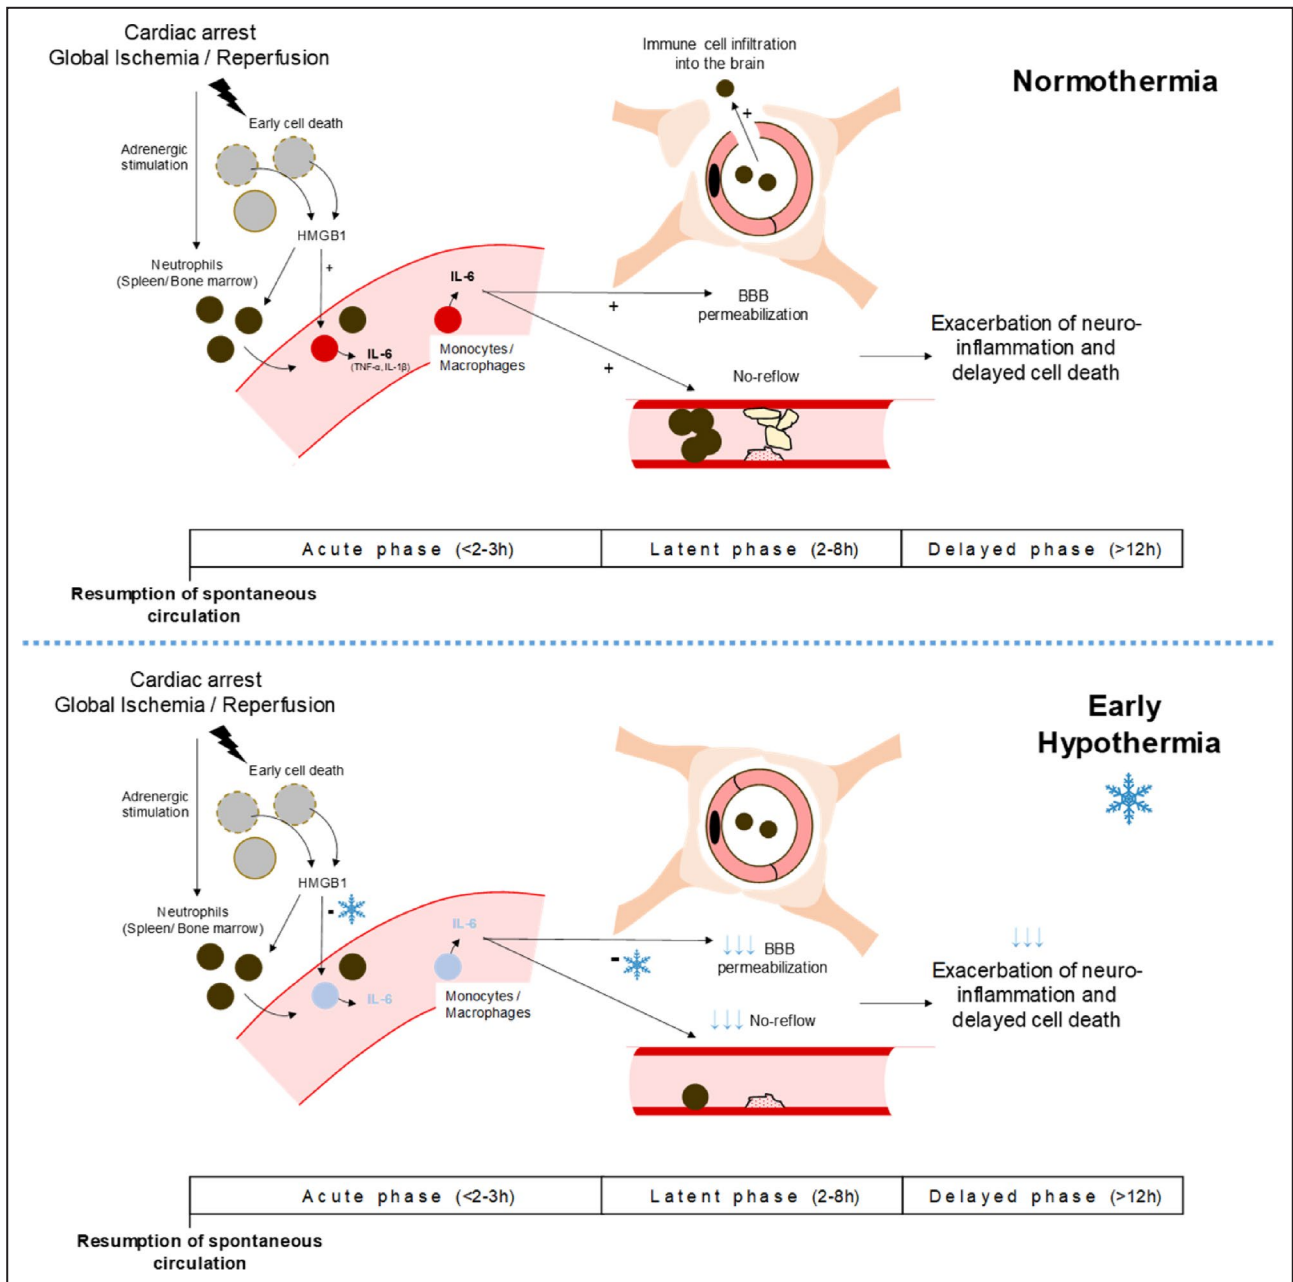 Cardiac arrest
Global Ischemia / Reperfusion
Early cell death
Adrenergic
stimulation
HMGB1
Neutrophils
(Spleen/ Bone marrow)
+
IL-6
(TNF-α, IL-1β)
IL-6
Monocytes /
Macrophages
Immune cell infiltration
into the brain
+
Normothermia
+
BBB
permeabilization
+
No-reflow
Exacerbation of neuro-
inflammation and
delayed cell death
Acute phase (<2-3h)
Latent phase (2-8h)
Delayed phase (>12h)
Resumption of spontaneous
circulation
Cardiac arrest
Global Ischemia / Reperfusion
Early cell death
Adrenergic
stimulation
HMGB1
Neutrophils
(Spleen/ Bone marrow)
-
IL-6
IL-6
Monocytes /
Macrophages
Early
Hypothermia
-
↓↓↓ BBB
permeabilization
↓↓↓ No-reflow
↓↓↓
Exacerbation of neuro-
inflammation and
delayed cell death
Acute phase (<2-3h)
Latent phase (2-8h)
Delayed phase (>12h)
Resumption of spontaneous
circulation